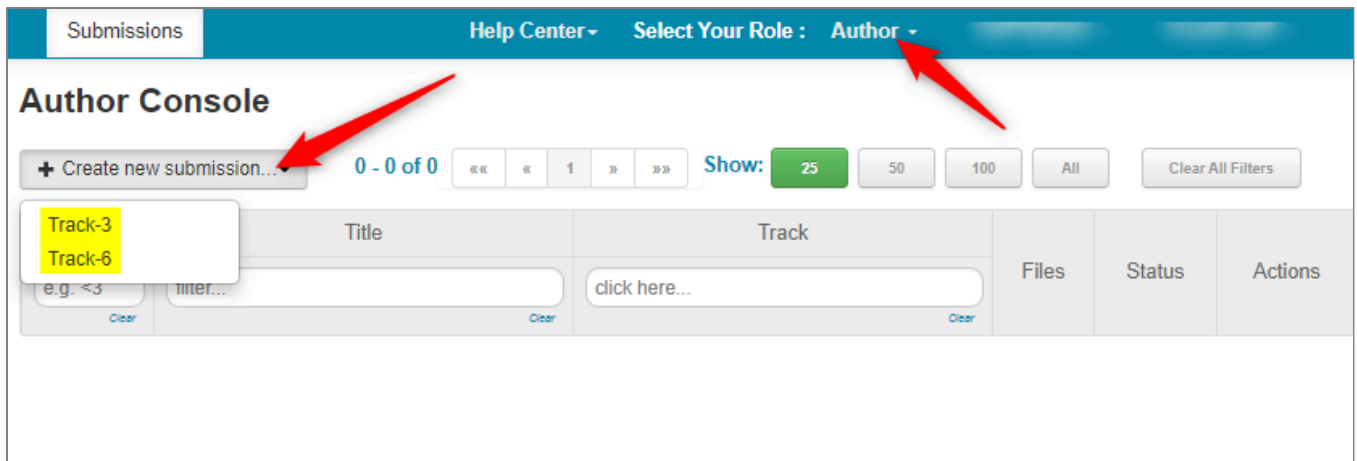 Submissions Help Center Select Your Role : Author
Author Console
+ Create new submission... 0 - 0 of 0 «« « 1 » »» Show: 25 50 100 All Clear All Filters
Track-3
Track-6
Title Track Files Status Actions
e.g. <3 filter... click here...
Clear Clear Clear